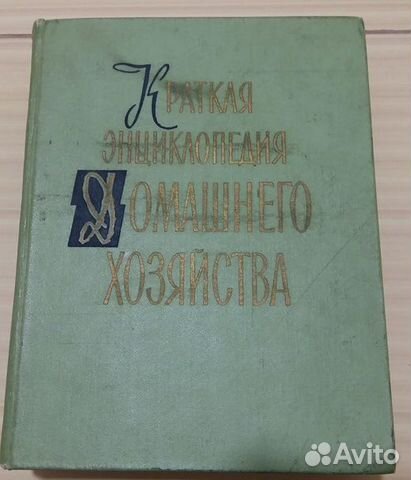 Краткая
энциклопедия
Домашнего
хозяйства
Avito